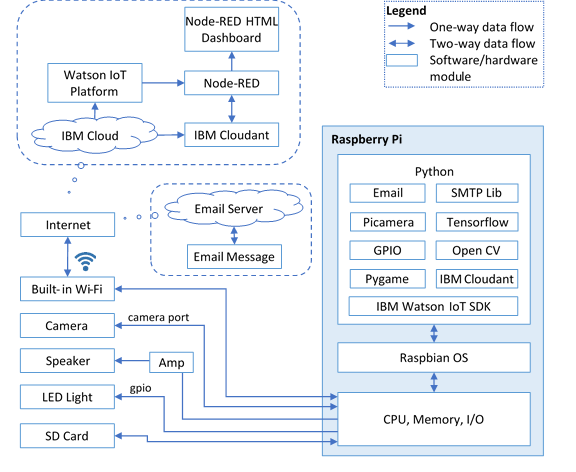 Legend
One-way data flow
Two-way data flow
Software/hardware
module
Node-RED HTML
Dashboard
Watson IoT
Platform
Node-RED
IBM Cloud
IBM Cloudant
Raspberry Pi
Python
Email
SMTP Lib
Picamera
Tensorflow
GPIO
Open CV
Pygame
IBM Cloudant
IBM Watson IoT SDK
Raspbian OS
CPU, Memory, I/O
Email Server
Email Message
Internet
Built-in Wi-Fi
Camera
camera port
Speaker
Amp
LED Light
gpio
SD Card